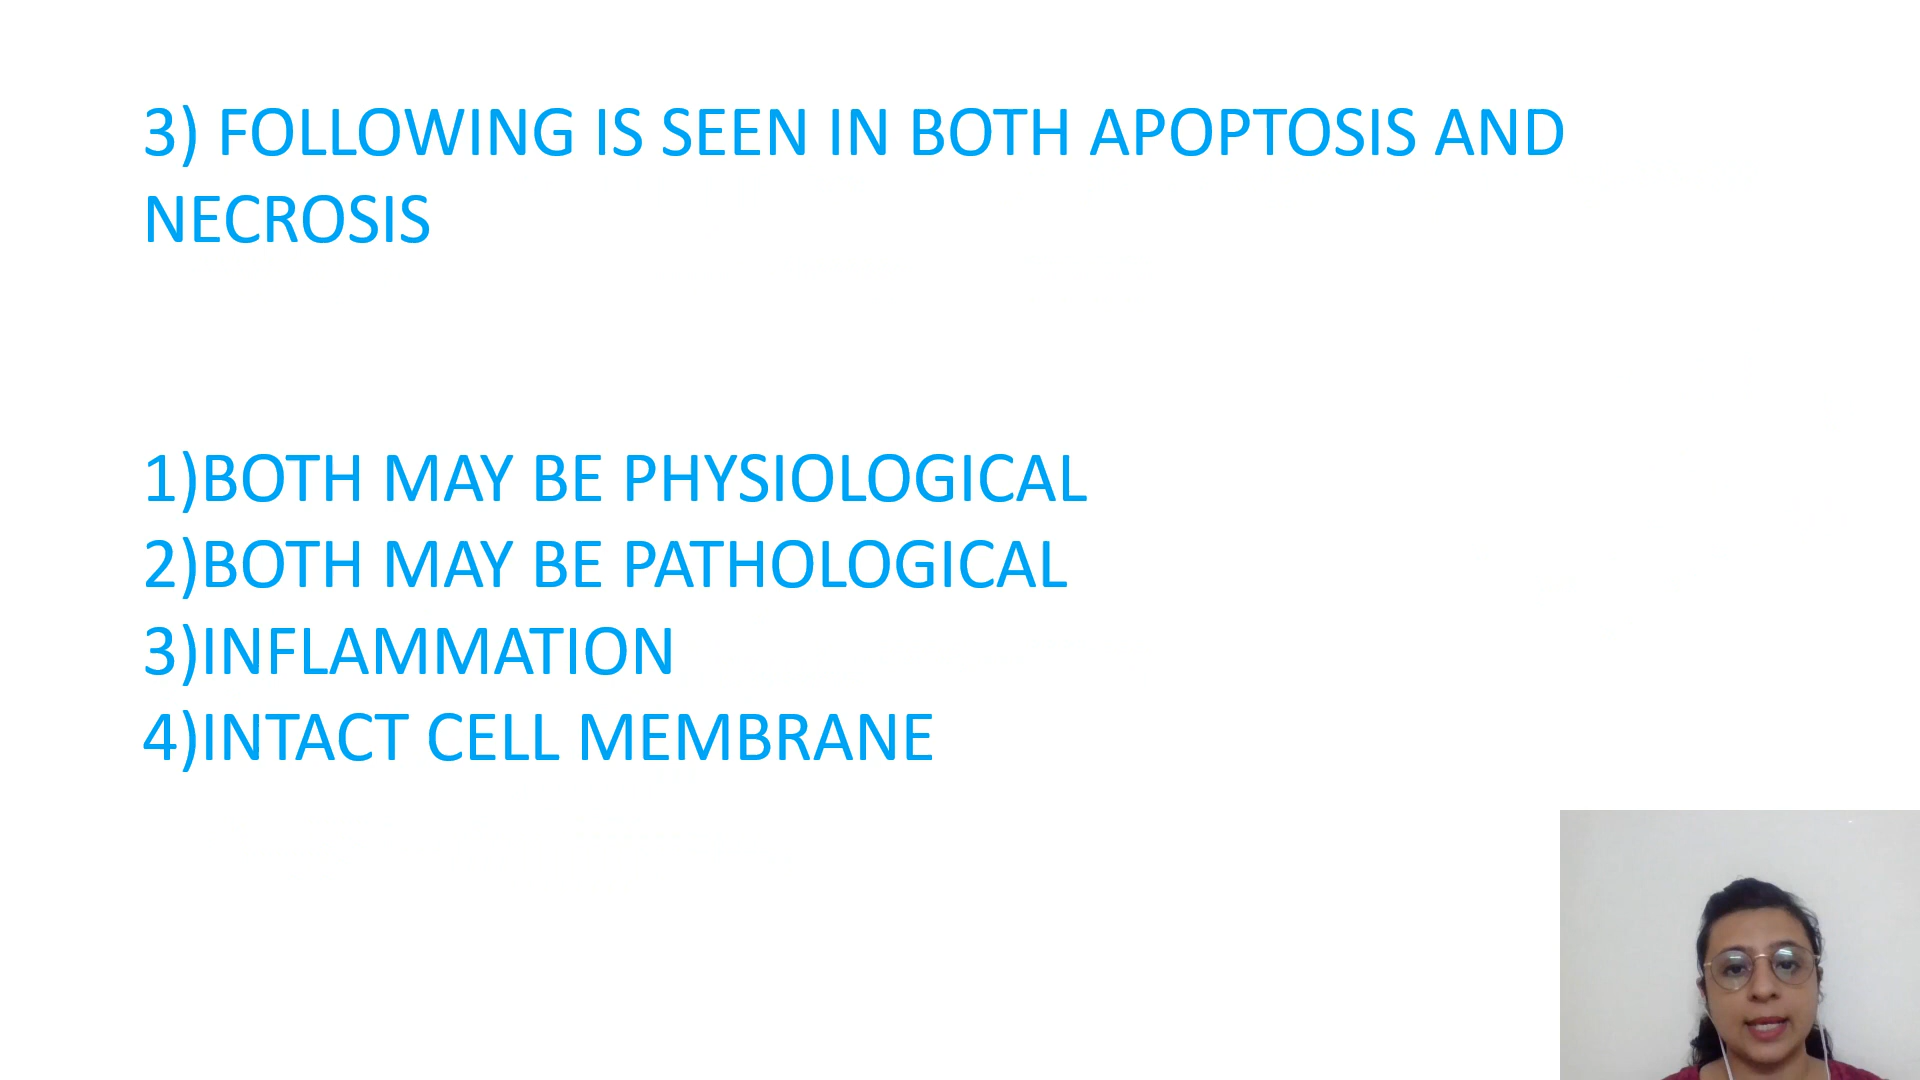 3) FOLLOWING IS SEEN IN BOTH APOPTOSIS AND
NECROSIS
1)BOTH MAY BE PHYSIOLOGICAL
2)BOTH MAY BE PATHOLOGICAL
3)INFLAMMATION
4)INTACT CELL MEMBRANE